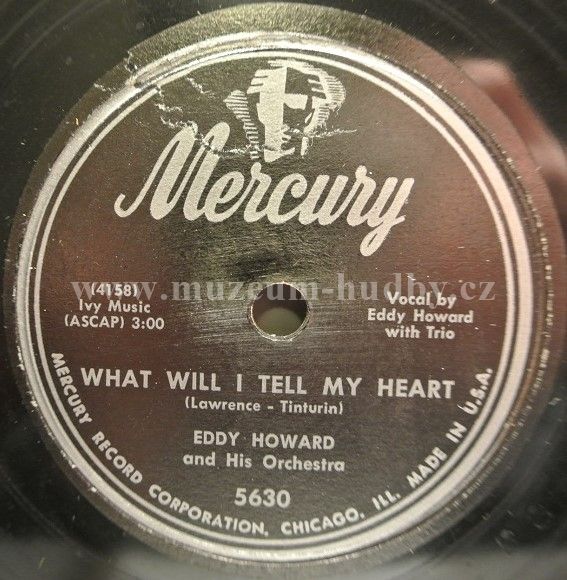 Mercury
www.muzeum-hudby.cz
(4158)
Ivy Music
(ASCAP) 3:00
Vocal by
Eddy Howard
with Trio
WHAT WILL I TELL MY HEART
(Lawrence - Tinturin)
EDDY HOWARD
and His Orchestra
5630
MERCURY RECORD CORPORATION, CHICAGO, ILL. MADE IN U.S.A.